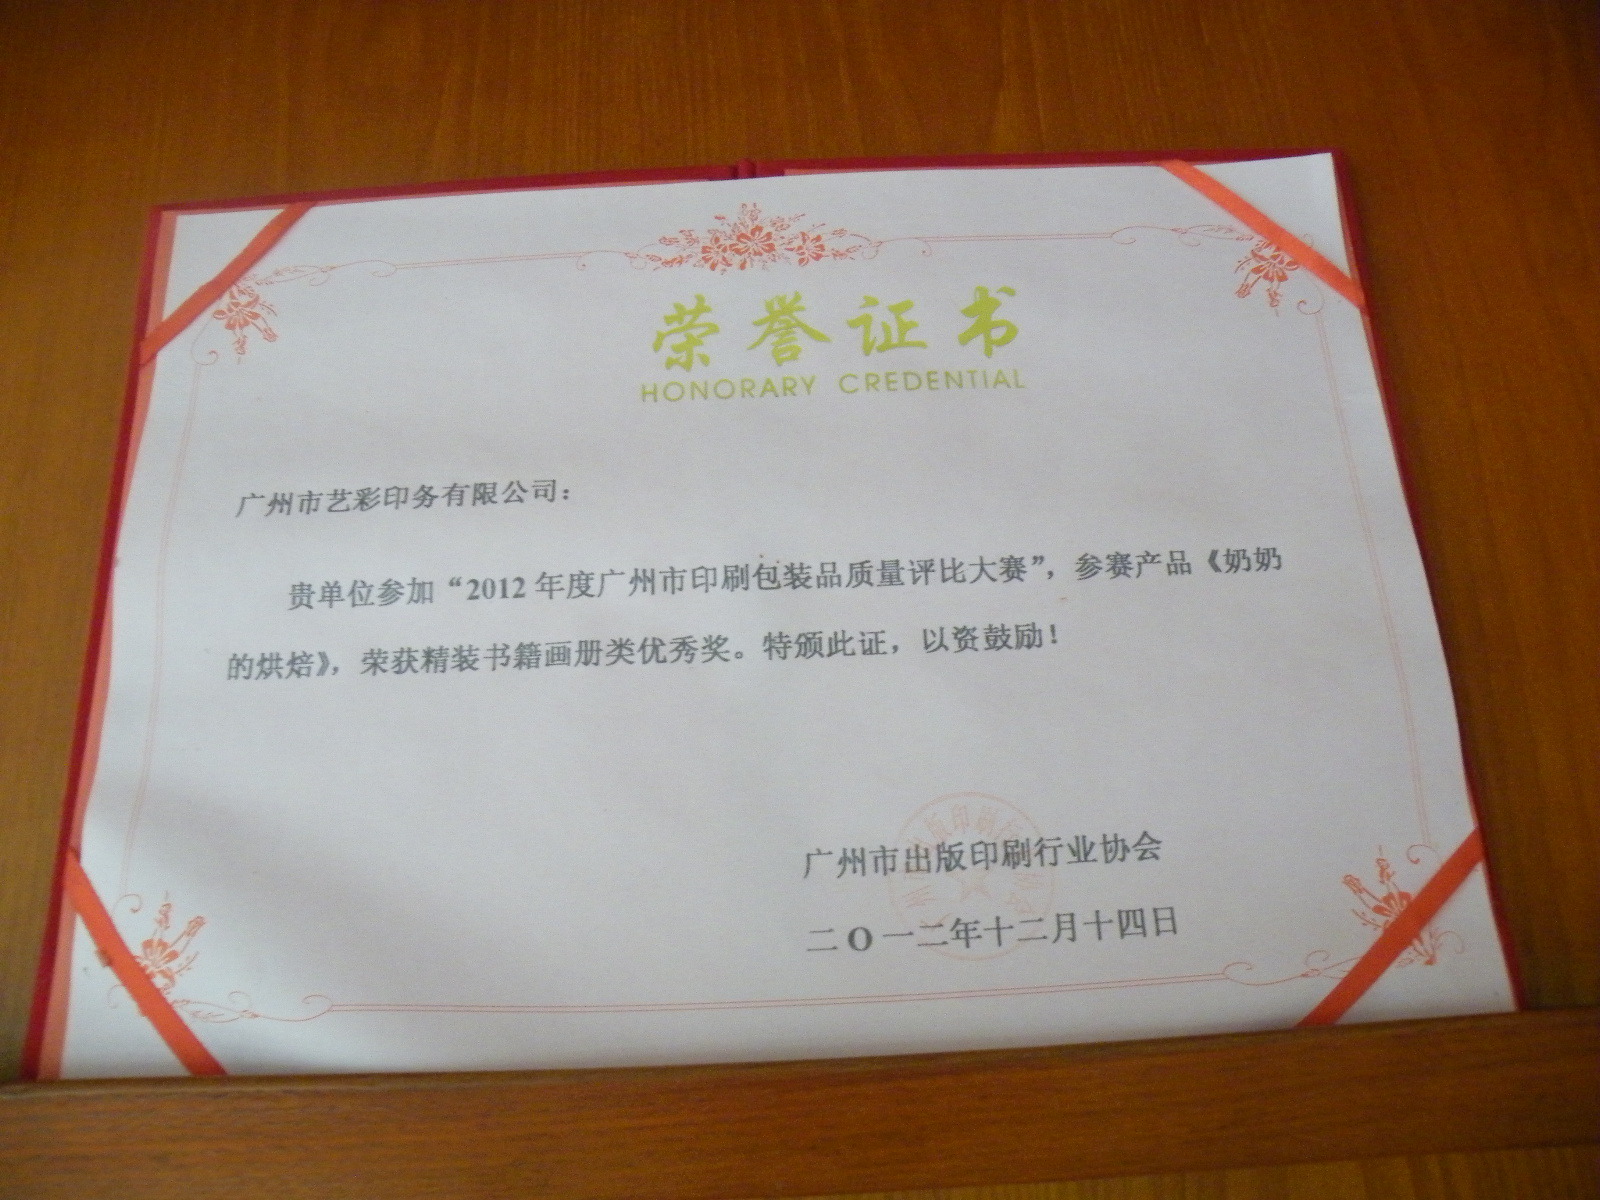 荣誉证书
HONORARY CREDENTIAL
广州市艺彩印务有限公司：
贵单位参加“2012年度广州市印刷包装品质量评比大赛”，参赛产品《奶奶
的烘焙》，荣获精装书籍画册类优秀奖。特颁此证，以资鼓励！
广州市出版印刷行业协会
二O一二年十二月十四日